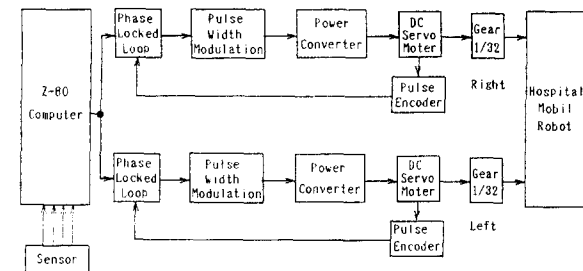 Z-80
Computer
Phase
Locked
Loop
Pulse
Width
Modulation
Power
Converter
DC
Servo
Moter
Gear
1/32
Pulse
Encoder
Right
Hospital
Mobil
Robot
Phase
Locked
Loop
Pulse
Width
Modulation
Power
Converter
DC
Servo
Moter
Gear
1/32
Pulse
Encoder
Left
Sensor